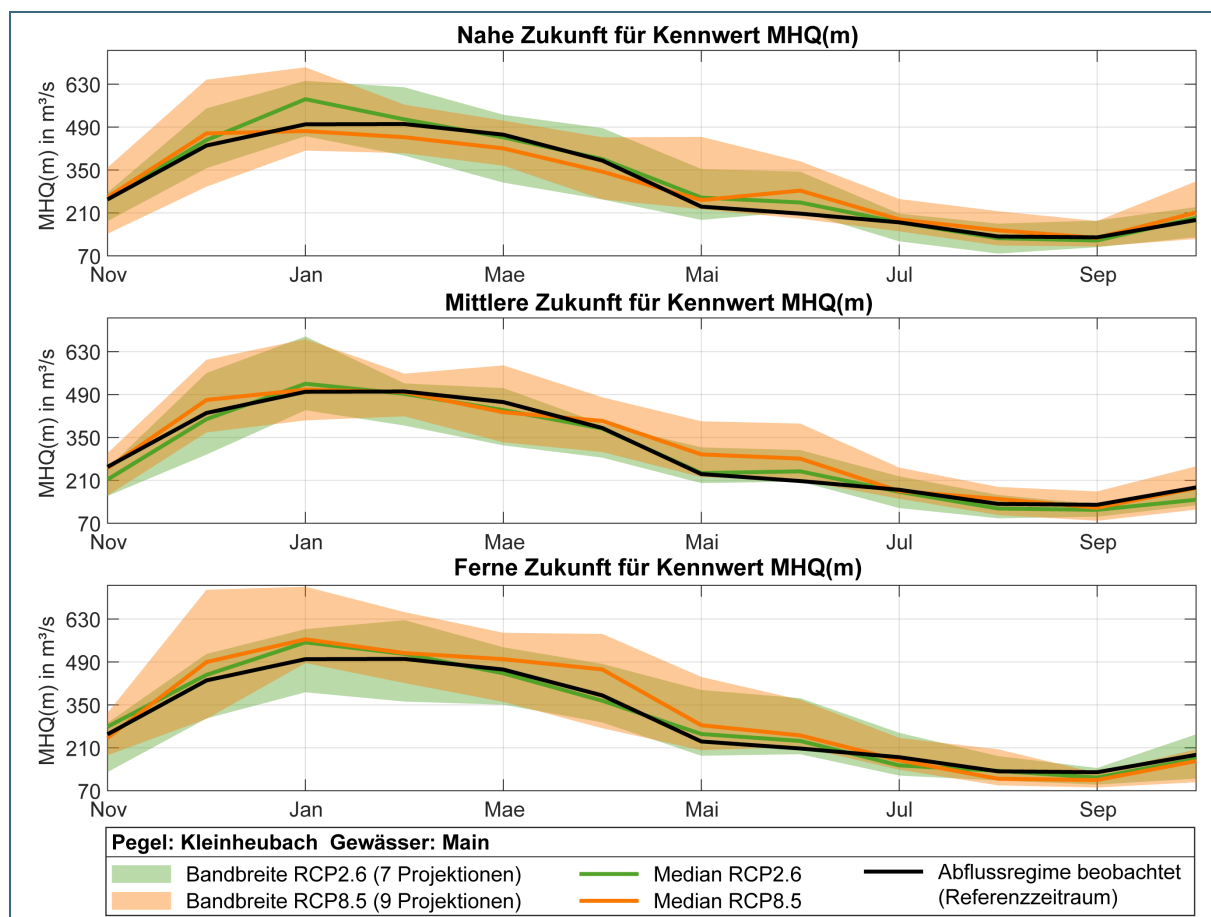 Nahe Zukunft für Kennwert MHQ(m)
MHQ(m) in m³/s
630
490
350
210
70
Nov Jan Mae Mai Jul Sep
Mittlere Zukunft für Kennwert MHQ(m)
MHQ(m) in m³/s
630
490
350
210
70
Nov Jan Mae Mai Jul Sep
Ferne Zukunft für Kennwert MHQ(m)
MHQ(m) in m³/s
630
490
350
210
70
Nov Jan Mae Mai Jul Sep
Pegel: Kleinheubach Gewässer: Main
Bandbreite RCP2.6 (7 Projektionen)
Bandbreite RCP8.5 (9 Projektionen)
Median RCP2.6
Median RCP8.5
Abflussregime beobachtet
(Referenzzeitraum)